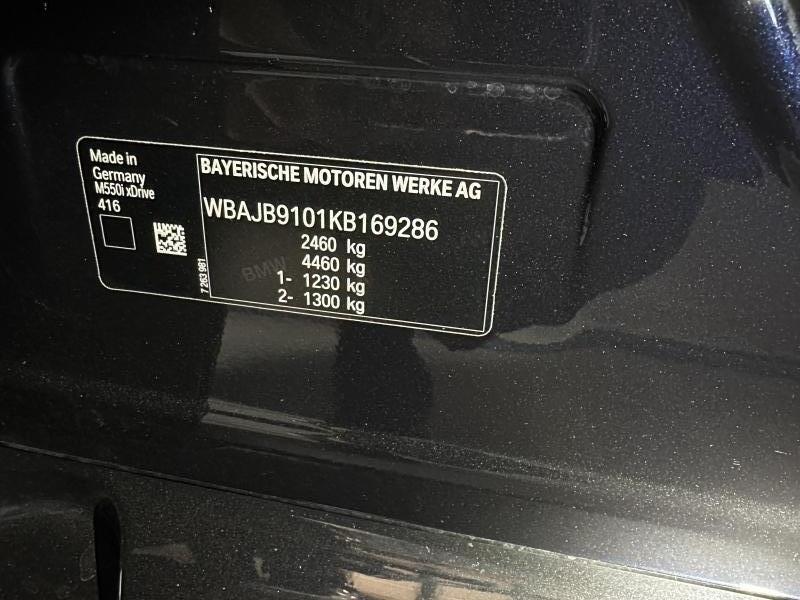 Made in
Germany
M550i xDrive
416
7 263 981
BAYERISCHE MOTOREN WERKE AG
WBAJB9101KB169286
2460 kg
4460 kg
1- 1230 kg
2- 1300 kg
BMW